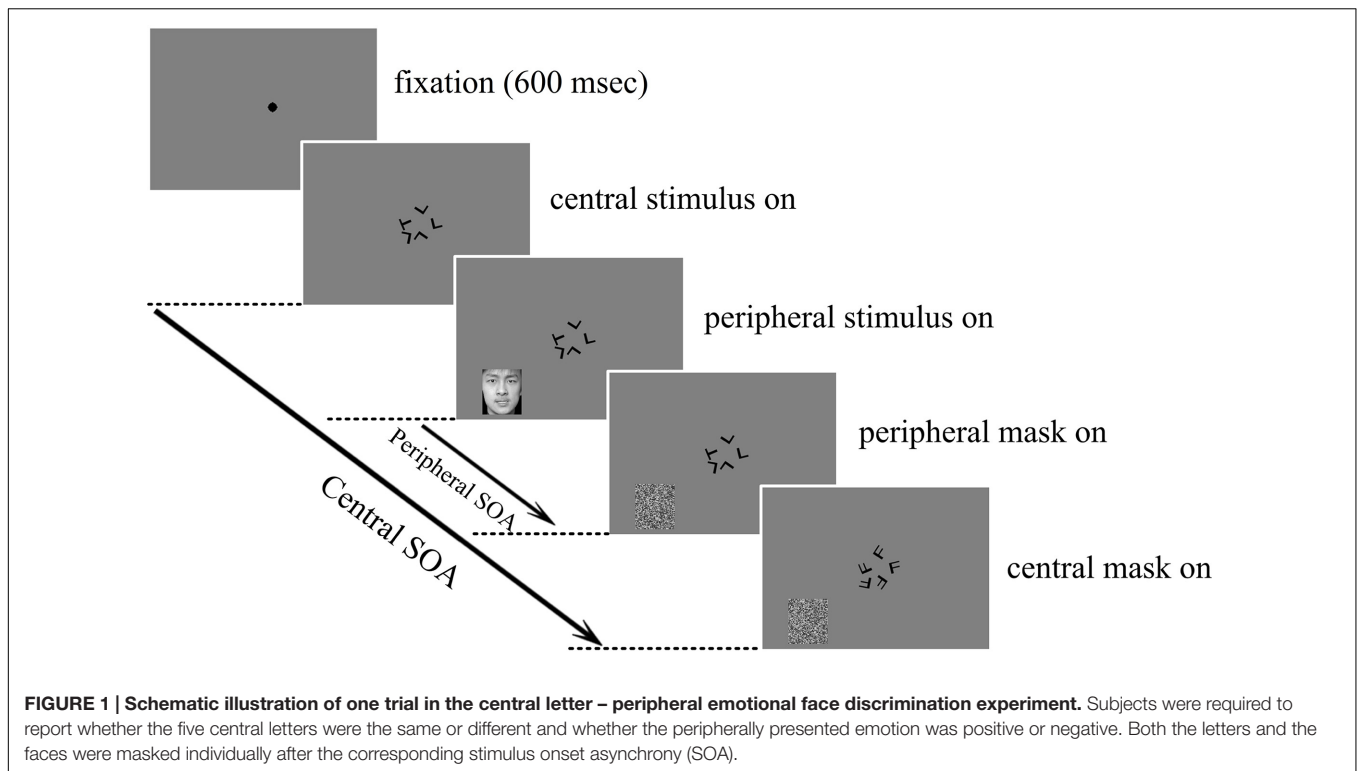 fixation (600 msec)
central stimulus on
peripheral stimulus on
peripheral mask on
central mask on
Peripheral SOA
Central SOA
T L L L L
T L L L L
T L L L L
F F F F F
FIGURE 1 | Schematic illustration of one trial in the central letter – peripheral emotional face discrimination experiment. Subjects were required to
report whether the five central letters were the same or different and whether the peripherally presented emotion was positive or negative. Both the letters and the
faces were masked individually after the corresponding stimulus onset asynchrony (SOA).